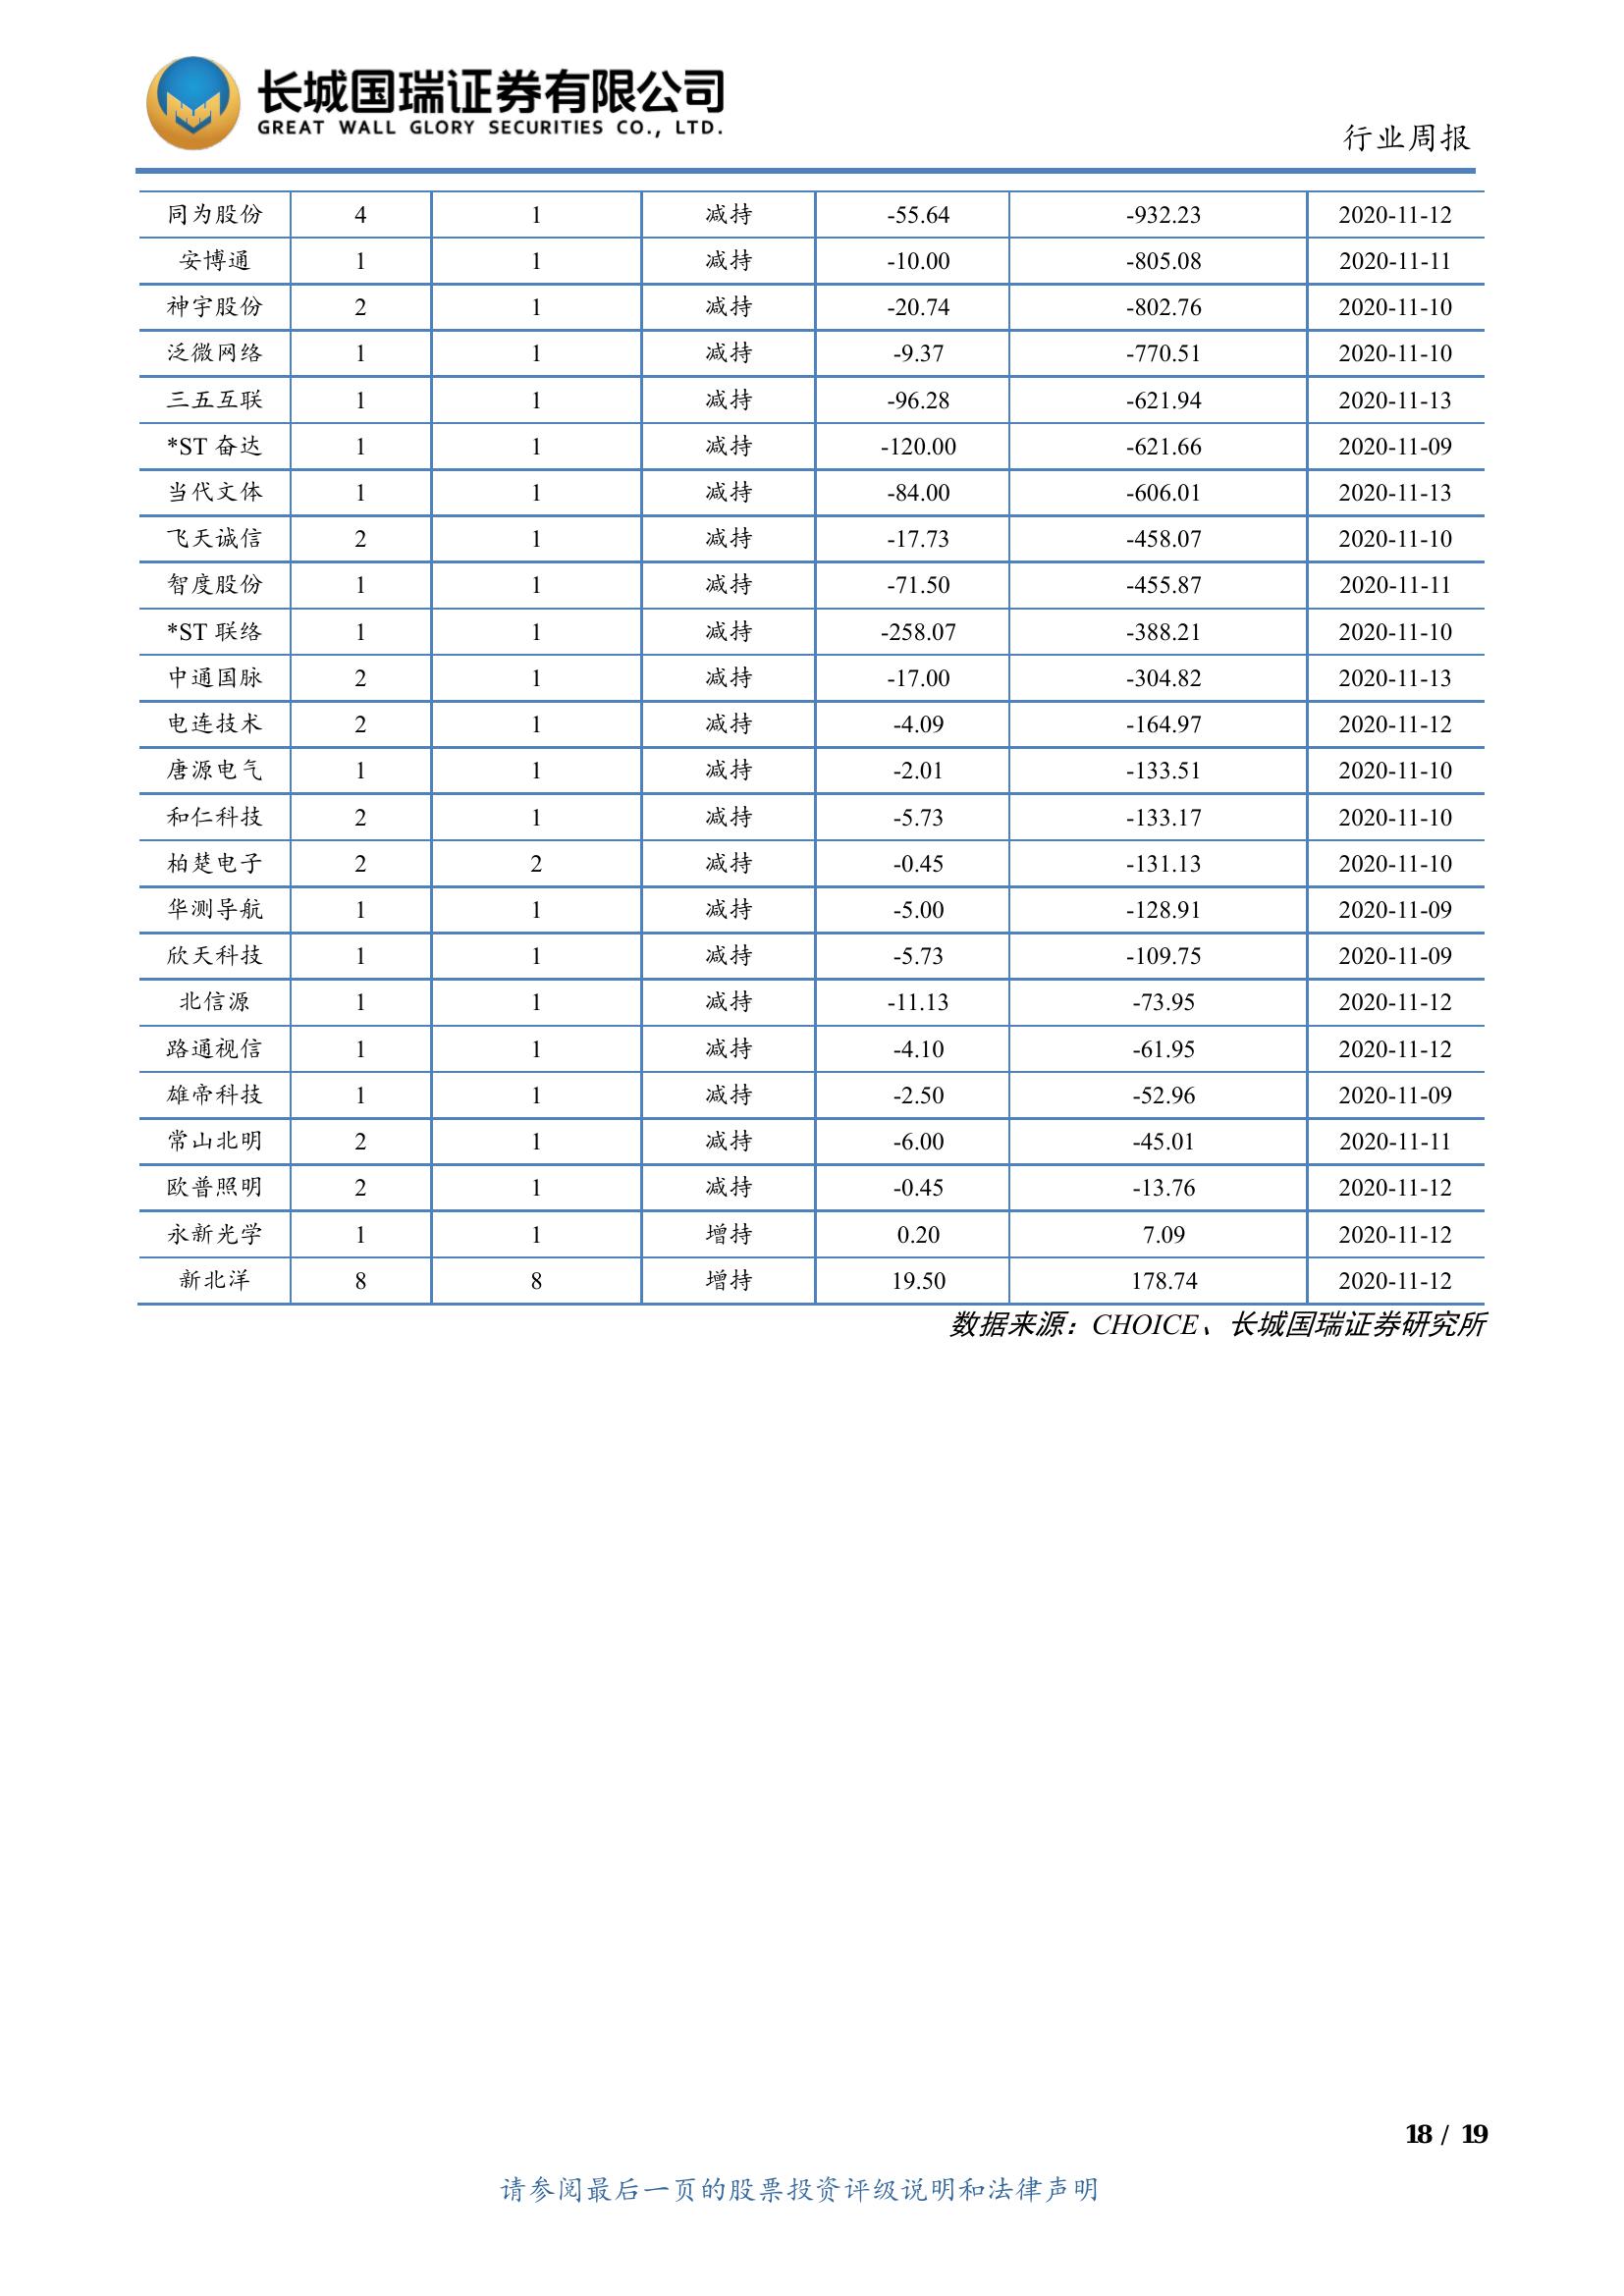 长城国瑞证券有限公司
GREAT WALL GLORY SECURITIES CO., LTD.
行业周报
同为股份 4 1 减持 -55.64 -932.23 2020-11-12
安博通 1 1 减持 -10.00 -805.08 2020-11-11
神宇股份 2 1 减持 -20.74 -802.76 2020-11-10
泛微网络 1 1 减持 -9.37 -770.51 2020-11-10
三五互联 1 1 减持 -96.28 -621.94 2020-11-13
*ST 奋达 1 1 减持 -120.00 -621.66 2020-11-09
当代文体 1 1 减持 -84.00 -606.01 2020-11-13
飞天诚信 2 1 减持 -17.73 -458.07 2020-11-10
智度股份 1 1 减持 -71.50 -455.87 2020-11-11
*ST 联络 1 1 减持 -258.07 -388.21 2020-11-10
中通国脉 2 1 减持 -17.00 -304.82 2020-11-13
电连技术 2 1 减持 -4.09 -164.97 2020-11-12
唐源电气 1 1 减持 -2.01 -133.51 2020-11-10
和仁科技 2 1 减持 -5.73 -133.17 2020-11-10
柏楚电子 2 2 减持 -0.45 -131.13 2020-11-10
华测导航 1 1 减持 -5.00 -128.91 2020-11-09
欣天科技 1 1 减持 -5.73 -109.75 2020-11-09
北信源 1 1 减持 -11.13 -73.95 2020-11-12
路通视信 1 1 减持 -4.10 -61.95 2020-11-12
雄帝科技 1 1 减持 -2.50 -52.96 2020-11-09
常山北明 2 1 减持 -6.00 -45.01 2020-11-11
欧普照明 2 1 减持 -0.45 -13.76 2020-11-12
永新光学 1 1 增持 0.20 7.09 2020-11-12
新北洋 8 8 增持 19.50 178.74 2020-11-12
数据来源：CHOICE、长城国瑞证券研究所
18 / 19
请参阅最后一页的股票投资评级说明和法律声明